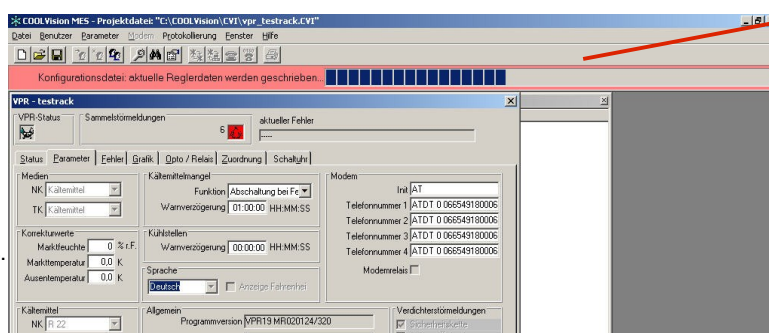 COOLVision MES - Projektdatei: "C:\COOLVision\CVI\vpr_testrack.CVI"
Datei Benutzer Parameter Modem Protokollierung Fenster Hilfe
Konfigurationsdatei: aktuelle Reglerdaten werden geschrieben...
VPR - testrack
VPR-Status Sammelstörmeldungen 6 aktueller Fehler
-----
Status Parameter Fehler Grafik Opto / Relais Zuordnung Schaltuhr
Medien Kältemittelmangel Modem
NK Kältemittel Funktion Abschaltung bei Fe Init AT
TK Kältemittel Warnverzögerung 01:00:00 HH:MM:SS Telefonnummer 1 ATDT 0 066549180006
Telefonnummer 2 ATDT 0 066549180006
Korrekturwerte Kühlstellen Telefonnummer 3 ATDT 0 066549180006
Marktfeuchte 0 % r.F. Warnverzögerung 00:00:00 HH:MM:SS Telefonnummer 4 ATDT 0 066549180006
Markttemperatur 0,0 K Modemrelais
Ausentemperatur 0,0 K Sprache
Deutsch Anzeige Fahrenhei
Kältemittel Allgemein Verdichterstörmeldungen
NK R 22 Programmversion VPR19 MR020124/320 Sicherheitskette